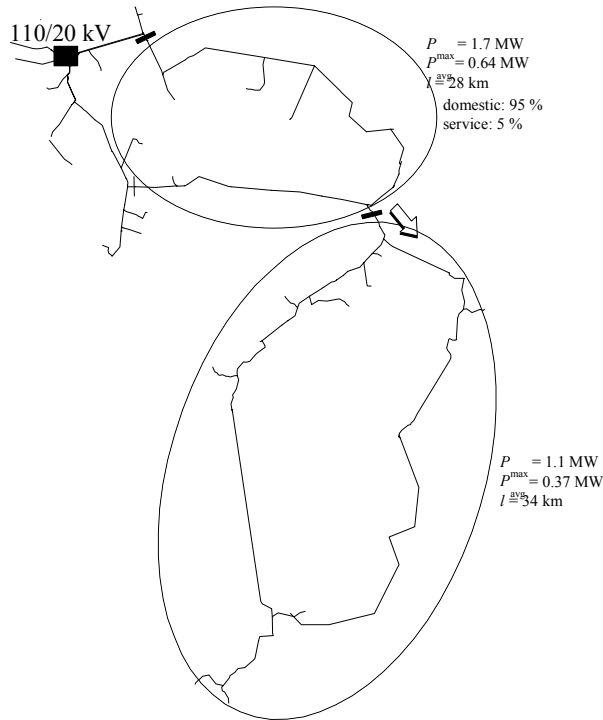 110/20 kV
P max = 1.7 MW
P avg = 0.64 MW
l = 28 km
domestic: 95 %
service: 5 %
P max = 1.1 MW
P avg = 0.37 MW
l = 34 km